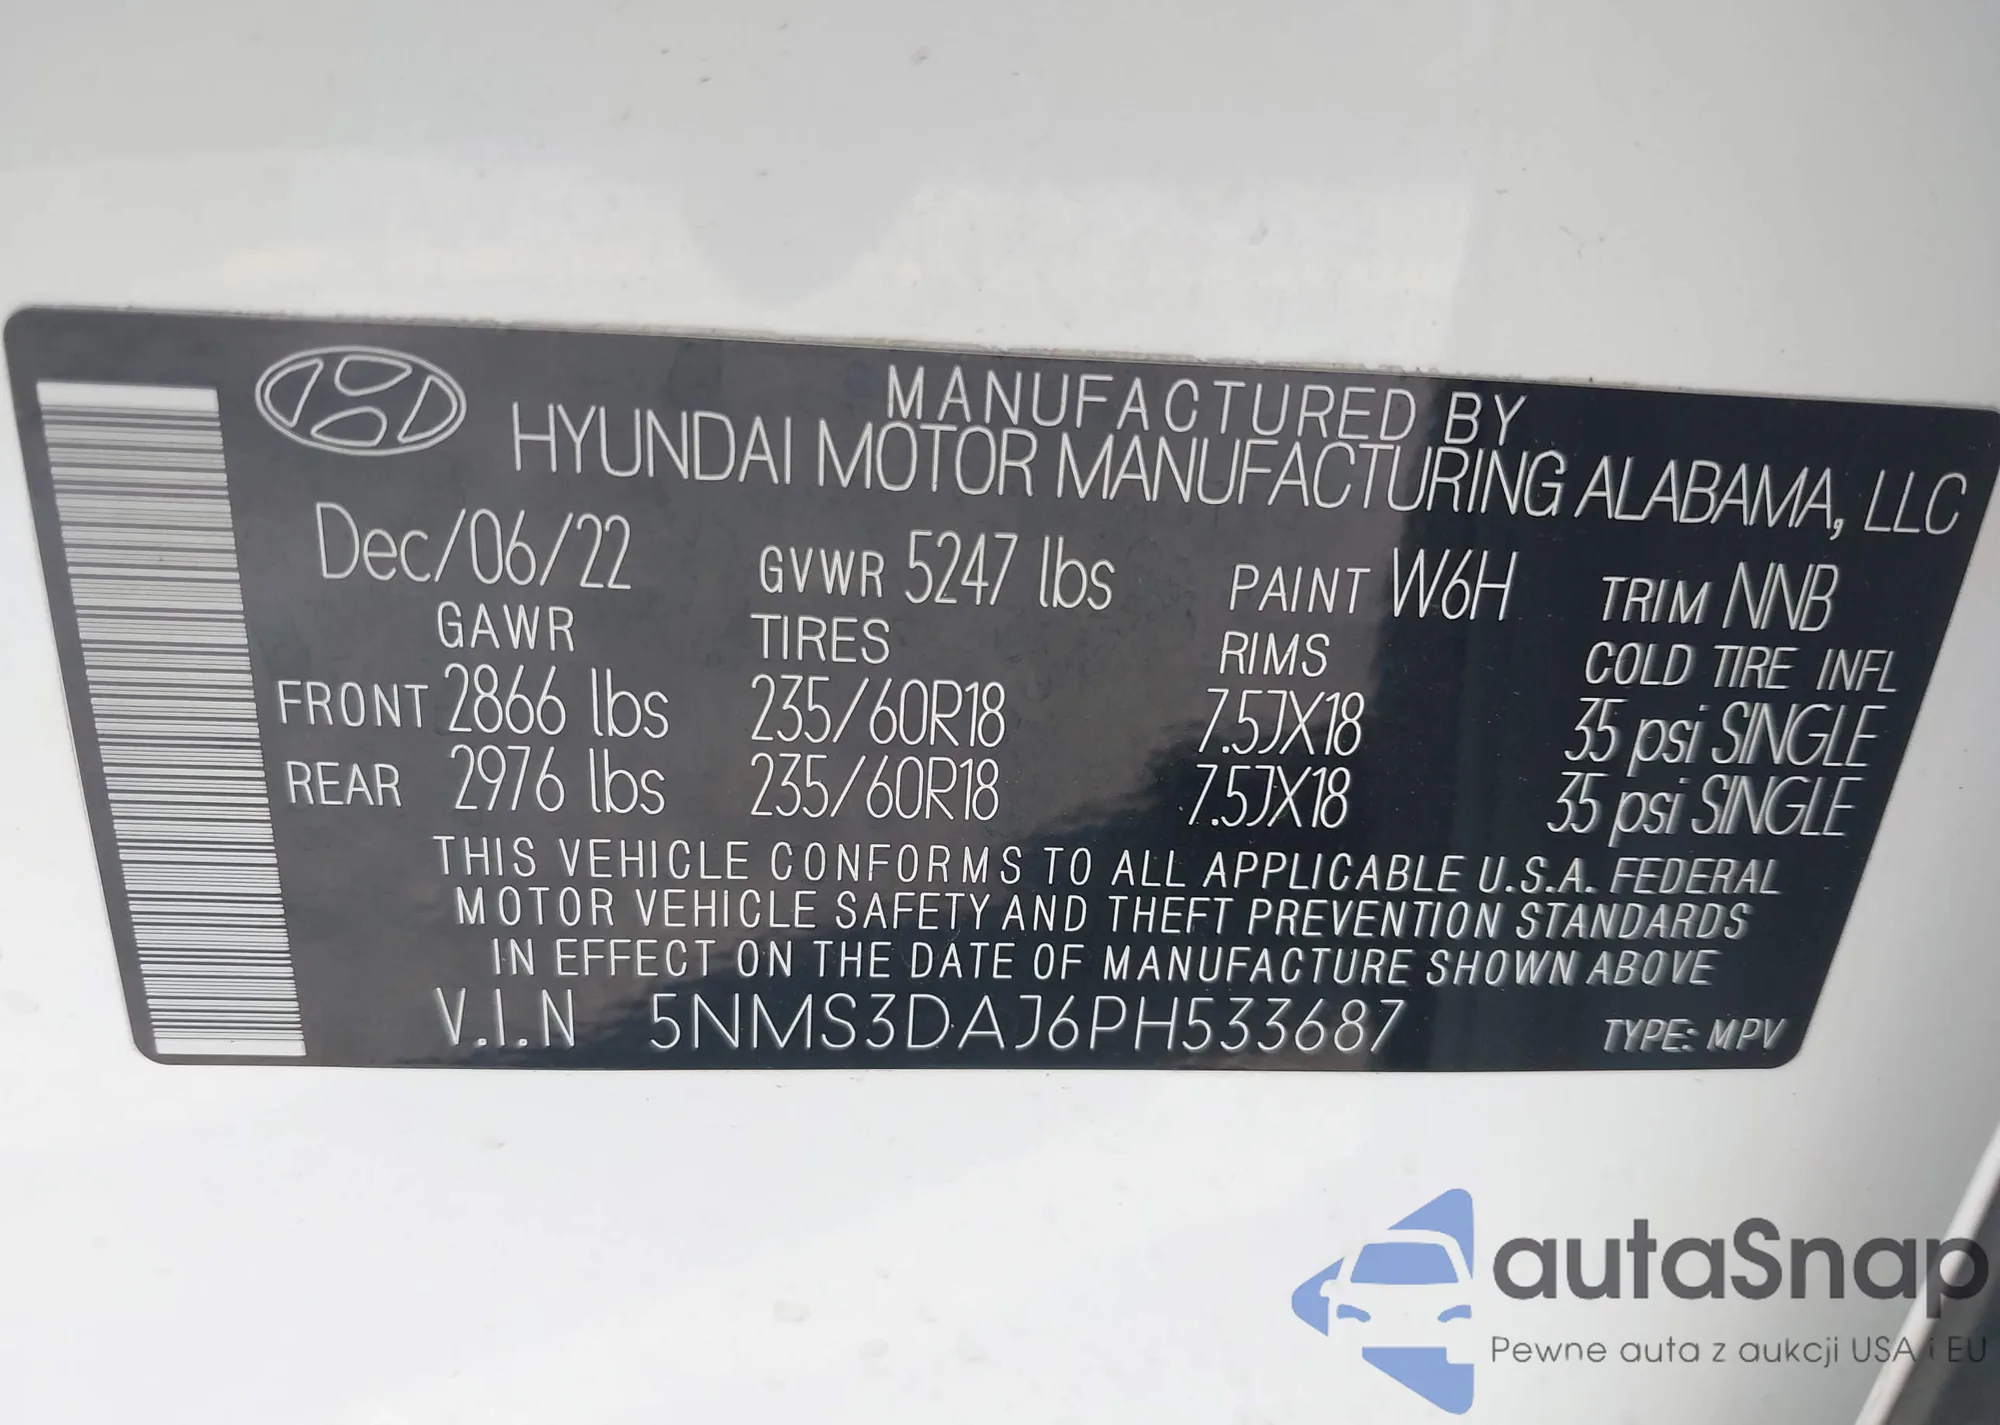 MANUFACTURED BY
HYUNDAI MOTOR MANUFACTURING ALABAMA, LLC
Dec/06/22 GVWR 5247 lbs PAINT W6H TRIM NNB
GAWR TIRES RIMS COLD TIRE INFL
FRONT 2866 lbs 235/60R18 7.5JX18 35 psi SINGLE
REAR 2976 lbs 235/60R18 7.5JX18 35 psi SINGLE
THIS VEHICLE CONFORMS TO ALL APPLICABLE U.S.A. FEDERAL
MOTOR VEHICLE SAFETY AND THEFT PREVENTION STANDARDS
IN EFFECT ON THE DATE OF MANUFACTURE SHOWN ABOVE
V.I.N 5NMS3DAJ6PH533687 TYPE: MPV
autaSnap
Pewne auta z aukcji USA i EU